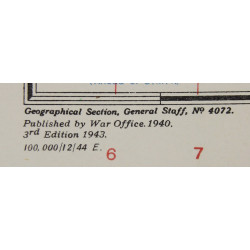 Geographical Section, General Staff, Nº 4072.
Published by War Office. 1940.
3rd Edition 1943.
100,000/12/44 E.
6 7